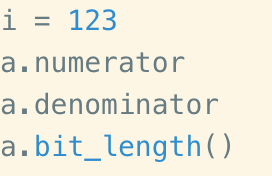 i = 123
a.numerator
a.denominator
a.bit_length()